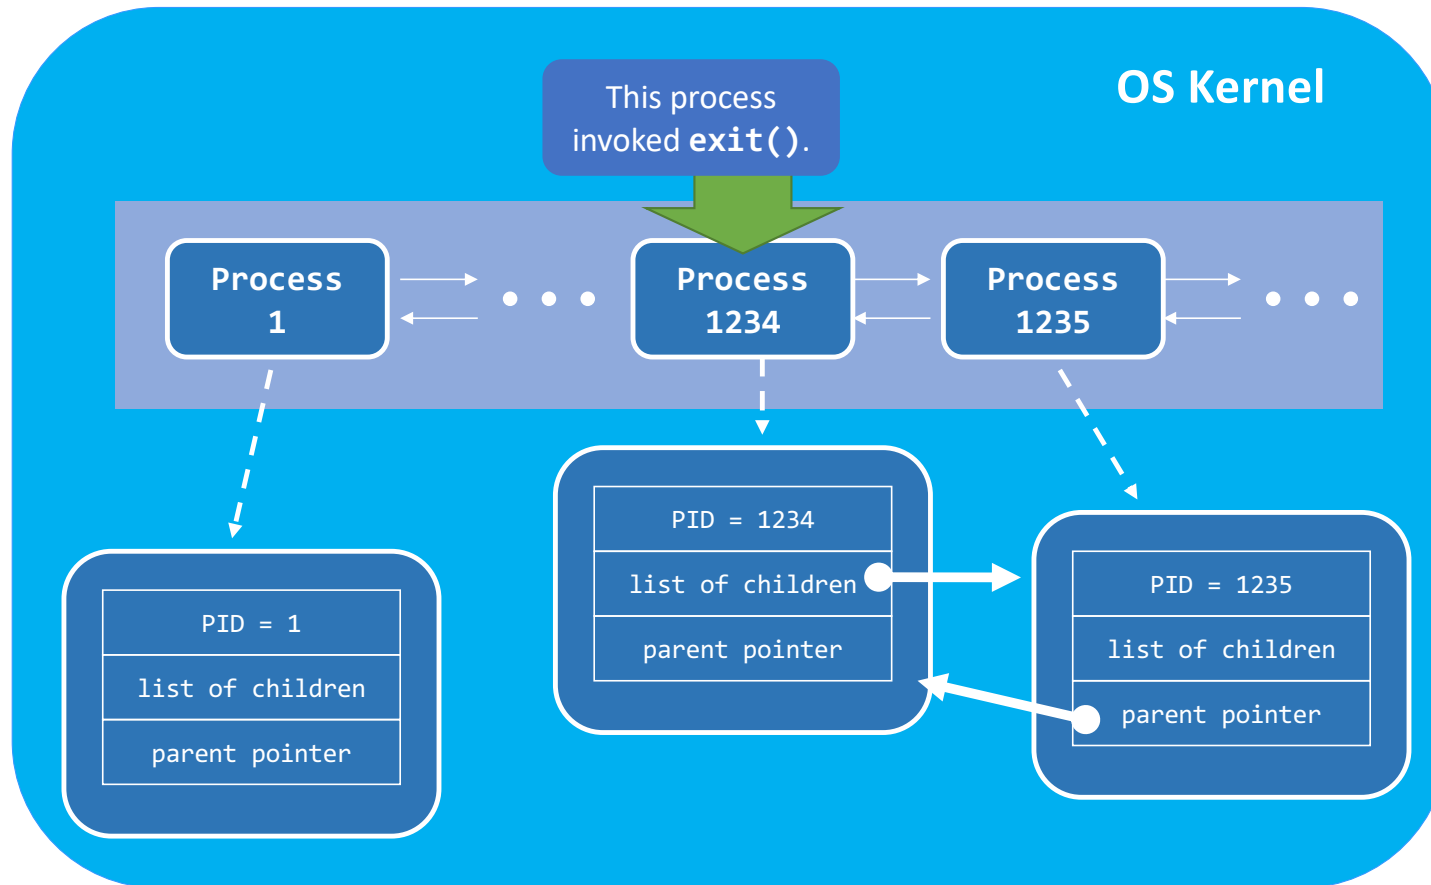 OS Kernel
This process
invoked exit().
Process
1
Process
1234
Process
1235
PID = 1234
list of children
parent pointer
PID = 1235
list of children
parent pointer
PID = 1
list of children
parent pointer